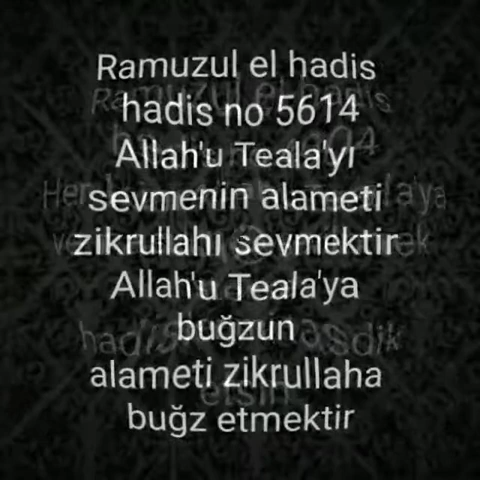 Ramuzul el hadis
hadis no 5614
Allah'u Teala'yı
sevmenin alameti
zikrullahı sevmektir
Allah'u Teala'ya
buğzun
alameti zikrullaha
buğz etmektir